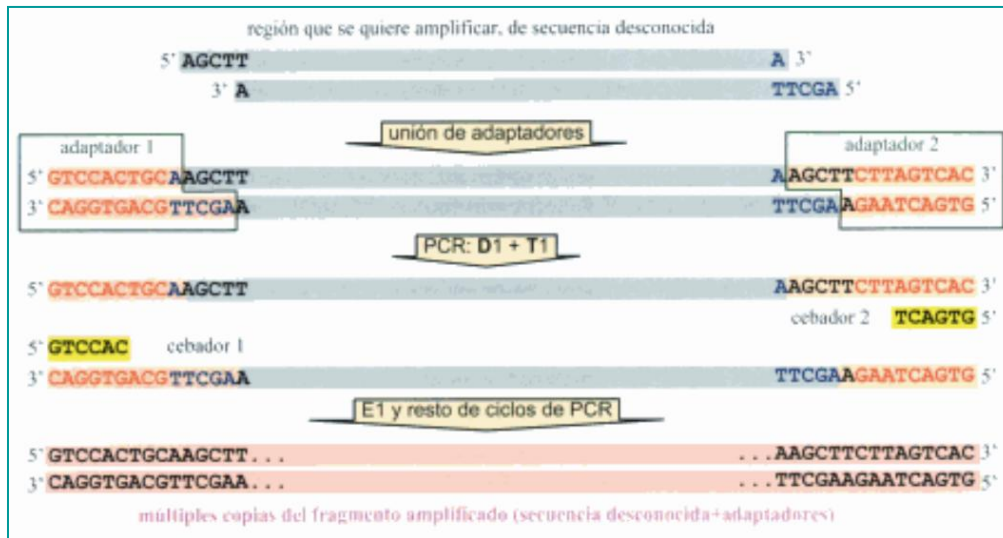 región que se quiere amplificar, de secuencia desconocida
5' AGCTT A 3'
3' A TTCGA 5'
unión de adaptadores
adaptador 1 adaptador 2
5' GTCCACTGCAAGCTT AAGCTTCTTAGTCAC 3'
3' CAGGTGACGTTCGAA TTCGAAGAATCAGTG 5'
PCR: D1 + T1
5' GTCCACTGCAAGCTT AAGCTTCTTAGTCAC 3'
cebador 2 TCAGTG 5'
5' GTCCAC cebador 1
3' CAGGTGACGTTCGAA TTCGAAGAATCAGTG 5'
E1 y resto de ciclos de PCR
5' GTCCACTGCAAGCTT... ...AAGCTTCTTAGTCAC 3'
3' CAGGTGACGTTCGAA... ...TTCGAAGAATCAGTG 5'
múltiples copias del fragmento amplificado (secuencia desconocida+adaptadores)